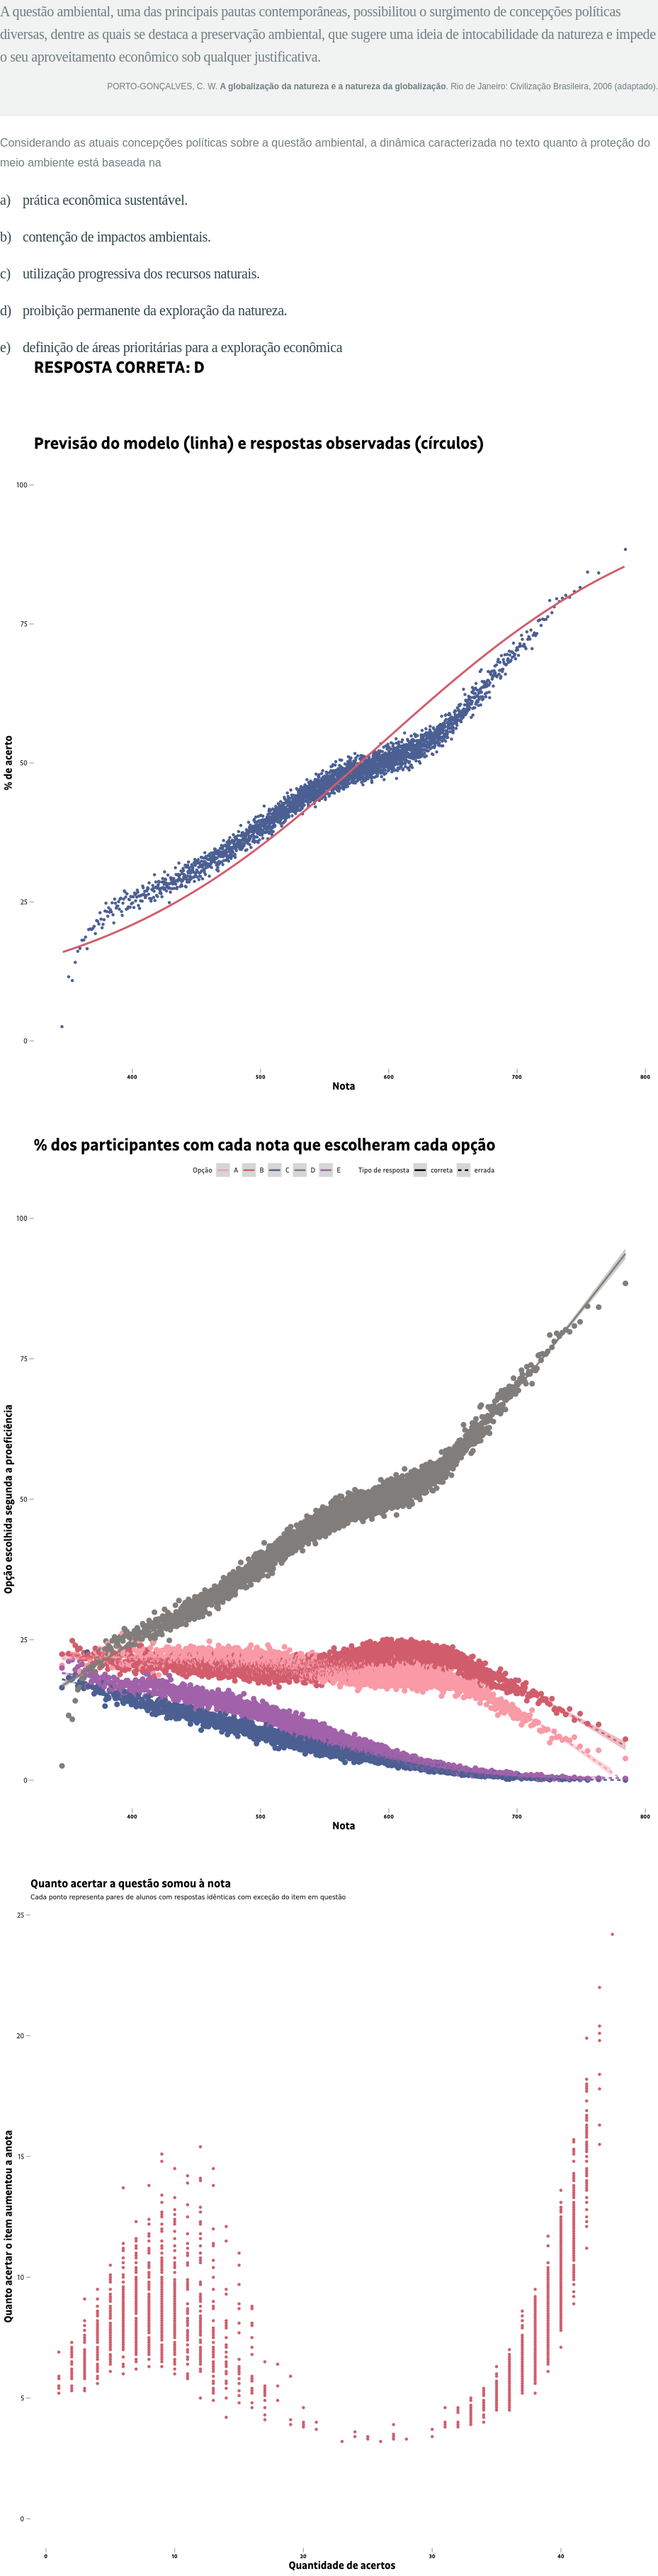 A questão ambiental, uma das principais pautas contemporâneas, possibilitou o surgimento de concepções políticas
diversas, dentre as quais se destaca a preservação ambiental, que sugere uma ideia de intocabilidade da natureza e impede
o seu aproveitamento econômico sob qualquer justificativa.
PORTO-GONÇALVES, C. W. A globalização da natureza e a natureza da globalização. Rio de Janeiro: Civilização Brasileira, 2006 (adaptado).
Considerando as atuais concepções políticas sobre a questão ambiental, a dinâmica caracterizada no texto quanto à proteção do
meio ambiente está baseada na
a) prática econômica sustentável.
b) contenção de impactos ambientais.
c) utilização progressiva dos recursos naturais.
d) proibição permanente da exploração da natureza.
e) definição de áreas prioritárias para a exploração econômica
RESPOSTA CORRETA: D
Previsão do modelo (linha) e respostas observadas (círculos)
100
75
50
25
0
% de acerto
400 500 600 700 800
Nota
% dos participantes com cada nota que escolheram cada opção
Opção A B C D E Tipo de resposta correta errada
100
75
50
25
0
Opção escolhida segunda a proeficiência
400 500 600 700 800
Nota
Quanto acertar a questão somou à nota
Cada ponto representa pares de alunos com respostas idênticas com exceção do item em questão
25
20
15
10
5
0
Quanto acertar o item aumentou a anota
0 10 20 30 40
Quantidade de acertos